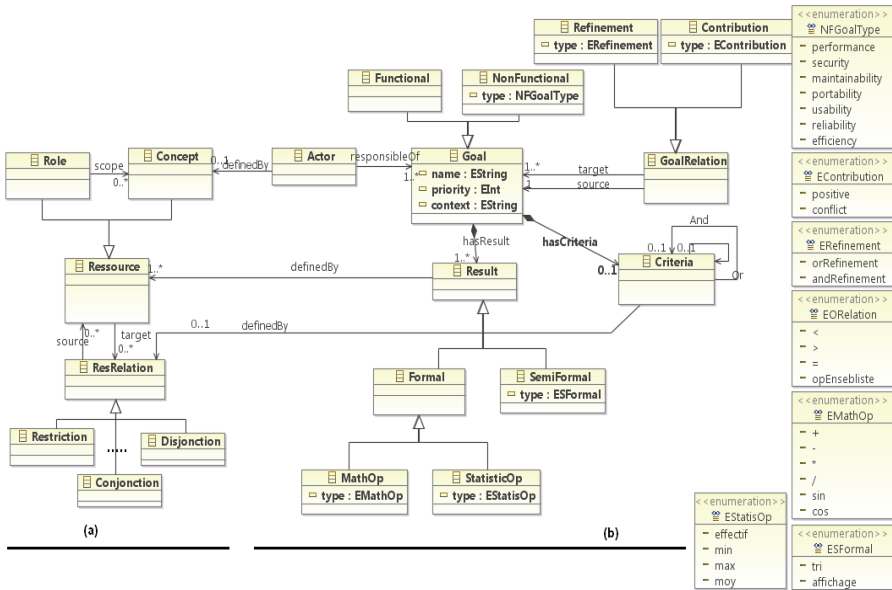 Refinement
type : ERefinement
Contribution
type : EContribution
<<enumeration>>
NFGoalType
performance
security
maintainability
portability
usability
reliability
efficiency
Functional
NonFunctional
type : NFGoalType
Role
scope
0..*
Concept
0..1
definedBy
Actor
responsibleOf
1..*
Goal
name : EString
priority : EInt
context : EString
1..*
target
1
source
GoalRelation
<<enumeration>>
EContribution
positive
conflict
hasResult
1..*
hasCriteria
0..1
And
0..1
0..1
Or
Criteria
<<enumeration>>
ERefinement
orRefinement
andRefinement
Ressource
1..*
definedBy
Result
source
0..*
target
0..*
0..1
definedBy
<<enumeration>>
EORelation
<
>
=
opEnsebliste
ResRelation
Formal
SemiFormal
type : ESFormal
Restriction
.....
Disjonction
Conjonction
MathOp
type : EMathOp
StatisticOp
type : EStatisOp
<<enumeration>>
EMathOp
+
-
*
/
sin
cos
<<enumeration>>
EStatisOp
effectif
min
max
moy
<<enumeration>>
ESFormal
tri
affichage
(a)
(b)